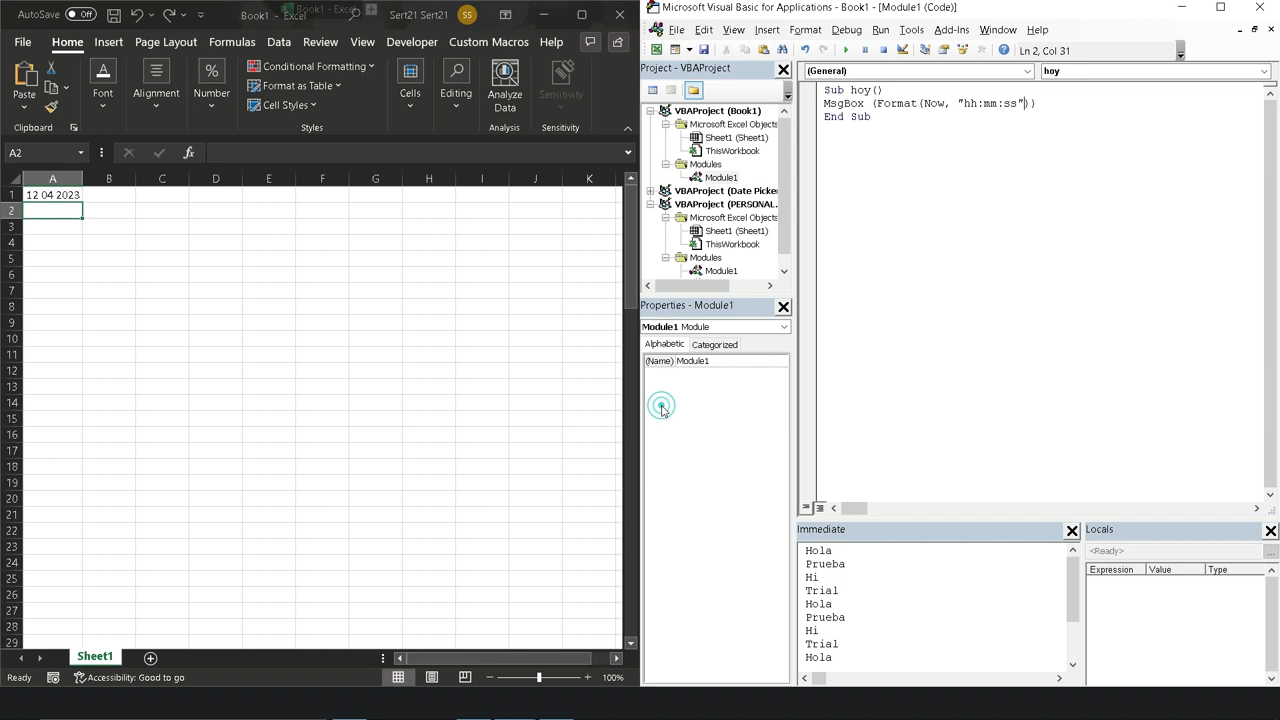 AutoSave Off Book1 - Excel Book1 - Excel Sert21 Sert21 SS
File Home Insert Page Layout Formulas Data Review View Developer Custom Macros Help
Paste Font Alignment Number Conditional Formatting Format as Table Cell Styles Cells Editing Analyze Data Sensitivity
Clipboard Styles Analysis Sensitivity
A2 fx
A B C D E F G H I J K
1 12 04 2023
2
3
4
5
6
7
8
9
10
11
12
13
14
15
16
17
18
19
20
21
22
23
24
25
26
27
28
29
Sheet1
Ready Accessibility: Good to go 100%
Microsoft Visual Basic for Applications - Book1 - [Module1 (Code)]
File Edit View Insert Format Debug Run Tools Add-Ins Window Help
Ln 2, Col 31
Project - VBAProject
VBAProject (Book1)
Microsoft Excel Objects
Sheet1 (Sheet1)
ThisWorkbook
Modules
Module1
VBAProject (Date Picke
VBAProject (PERSONAL.
Microsoft Excel Objects
Sheet1 (Sheet1)
ThisWorkbook
Modules
Module1
Properties - Module1
Module1 Module
Alphabetic Categorized
(Name) Module1
(General) hoy
Sub hoy()
MsgBox (Format(Now, "hh:mm:ss"))
End Sub
Immediate
Hola
Prueba
Hi
Trial
Hola
Prueba
Hi
Trial
Hola
Locals
<Ready> ...
Expression Value Type